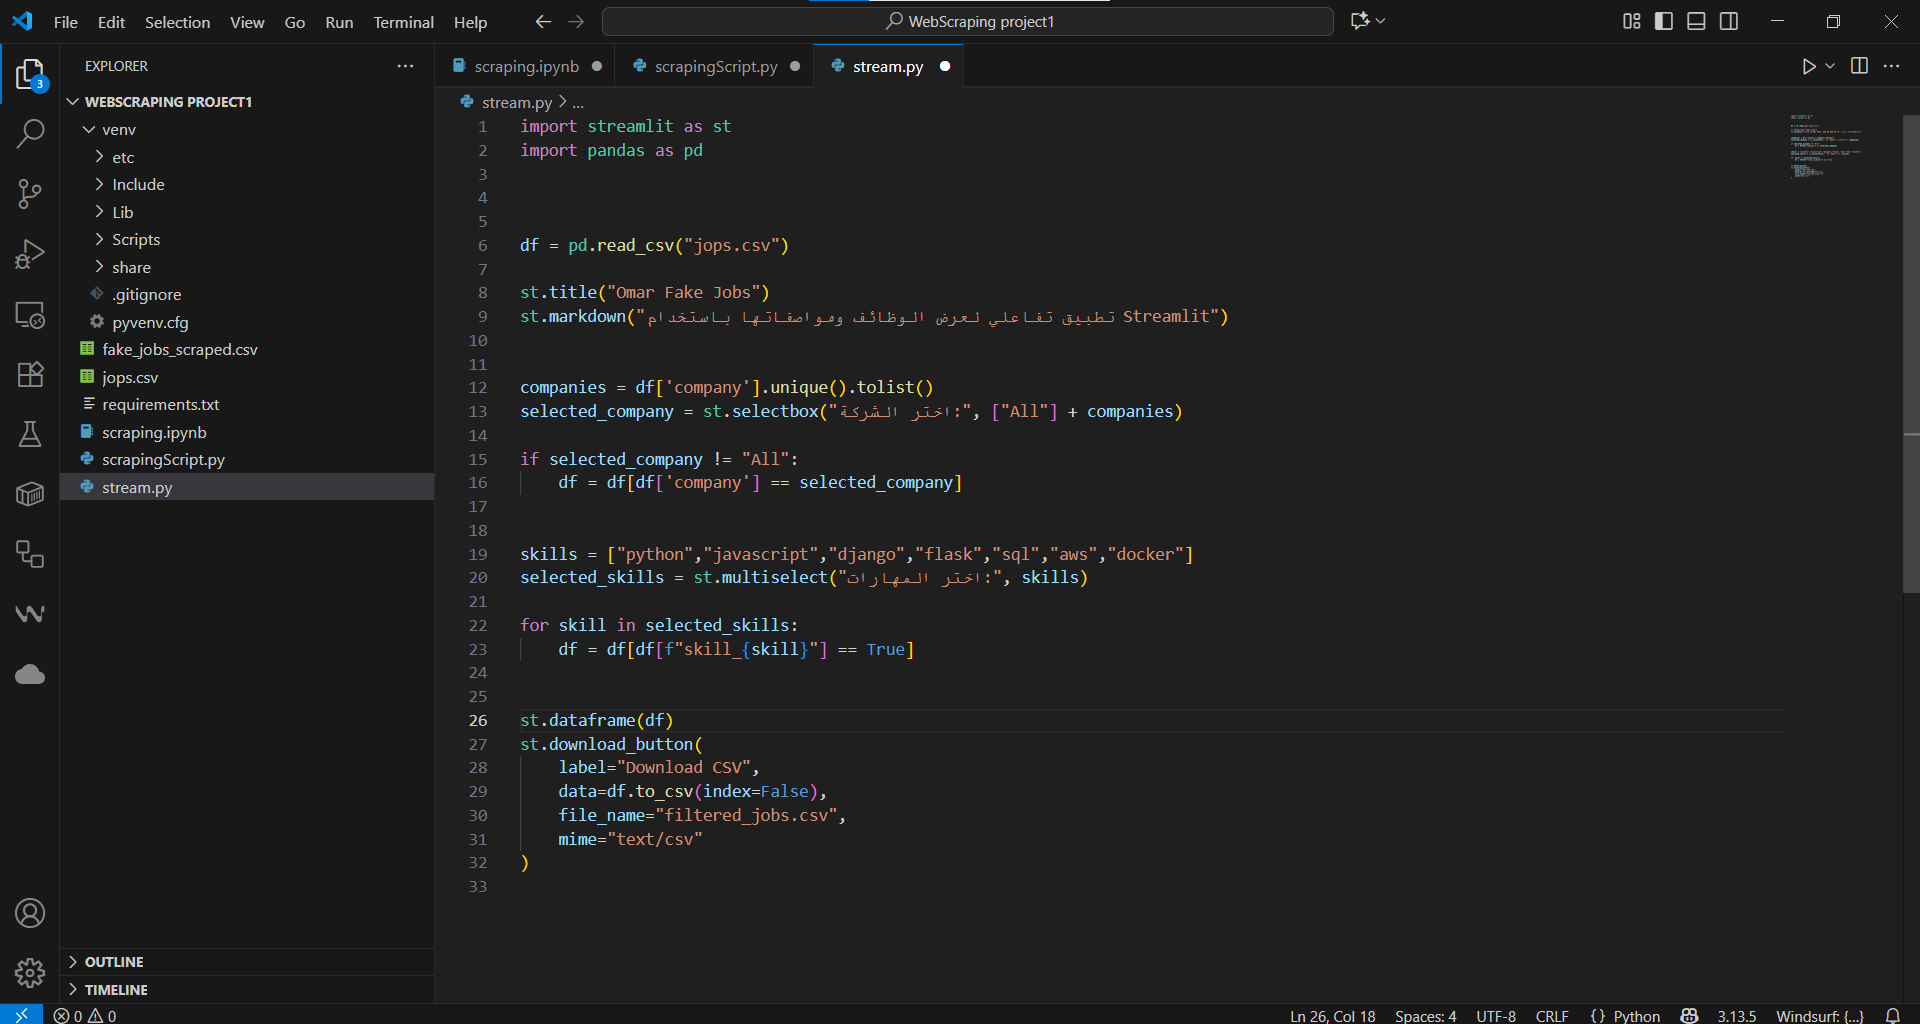 File Edit Selection View Go Run Terminal Help
WebScraping project1
EXPLORER
WEBSCRAPING PROJECT1
venv
etc
Include
Lib
Scripts
share
.gitignore
pyvenv.cfg
fake_jobs_scraped.csv
jops.csv
requirements.txt
scraping.ipynb
scrapingScript.py
stream.py
OUTLINE
TIMELINE
3
scraping.ipynb scrapingScript.py stream.py
stream.py > ...
1 import streamlit as st
2 import pandas as pd
3
4
5
6 df = pd.read_csv("jops.csv")
7
8 st.title("Omar Fake Jobs")
9 st.markdown("تطبيق تفاعلي لعرض الوظائف ومواصفاتها باستخدام Streamlit")
10
11
12 companies = df['company'].unique().tolist()
13 selected_company = st.selectbox("اختر الشركة:", ["All"] + companies)
14
15 if selected_company != "All":
16     df = df[df['company'] == selected_company]
17
18
19 skills = ["python","javascript","django","flask","sql","aws","docker"]
20 selected_skills = st.multiselect("اختر المهارات:", skills)
21
22 for skill in selected_skills:
23     df = df[df[f"skill_{skill}"] == True]
24
25
26 st.dataframe(df)
27 st.download_button(
28     label="Download CSV",
29     data=df.to_csv(index=False),
30     file_name="filtered_jobs.csv",
31     mime="text/csv"
32 )
33
0 0 Ln 26, Col 18 Spaces: 4 UTF-8 CRLF {} Python 3.13.5 Windsurf: {...}